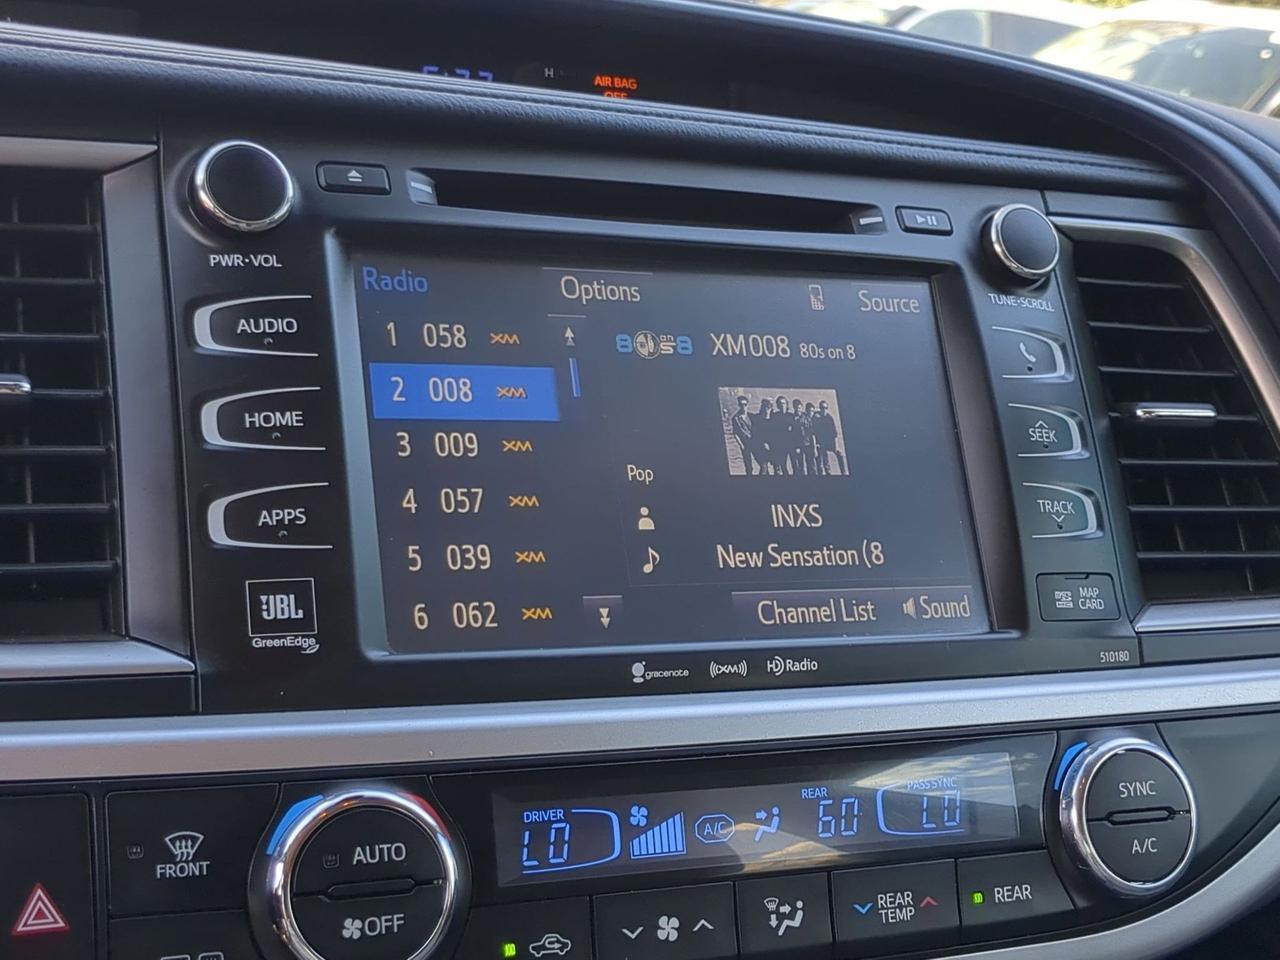 H
AIR BAG
PWR•VOL
TUNE•SCROLL
AUDIO
HOME
APPS
JBL
GreenEdge
Radio
Options
Source
1 058 XM
2 008 XM
3 009 XM
4 057 XM
5 039 XM
6 062 XM
8 on 8
XM008 80s on 8
Pop
INXS
New Sensation (8
Channel List
Sound
SEEK
TRACK
MAP
CARD
510180
gracenote
((XM))
HD Radio
DRIVER
LO
A/C
REAR
60
PASS SYNC
LO
FRONT
AUTO
OFF
SYNC
A/C
REAR
TEMP
REAR